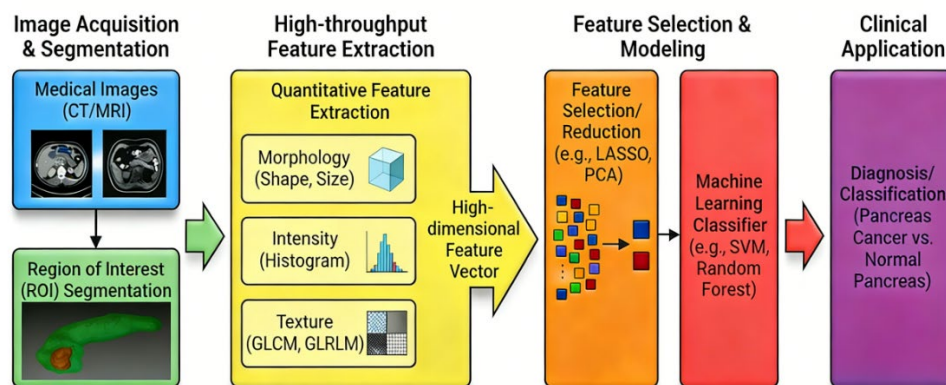 Image Acquisition
& Segmentation
Medical Images
(CT/MRI)
Region of Interest
(ROI) Segmentation
High-throughput
Feature Extraction
Quantitative Feature
Extraction
Morphology
(Shape, Size)
Intensity
(Histogram)
Texture
(GLCM, GLRLM)
High-
dimensional
Feature
Vector
Feature Selection &
Modeling
Feature
Selection/
Reduction
(e.g., LASSO,
PCA)
Machine
Learning
Classifier
(e.g., SVM,
Random
Forest)
Clinical
Application
Diagnosis/
Classification
(Pancreas
Cancer vs.
Normal
Pancreas)